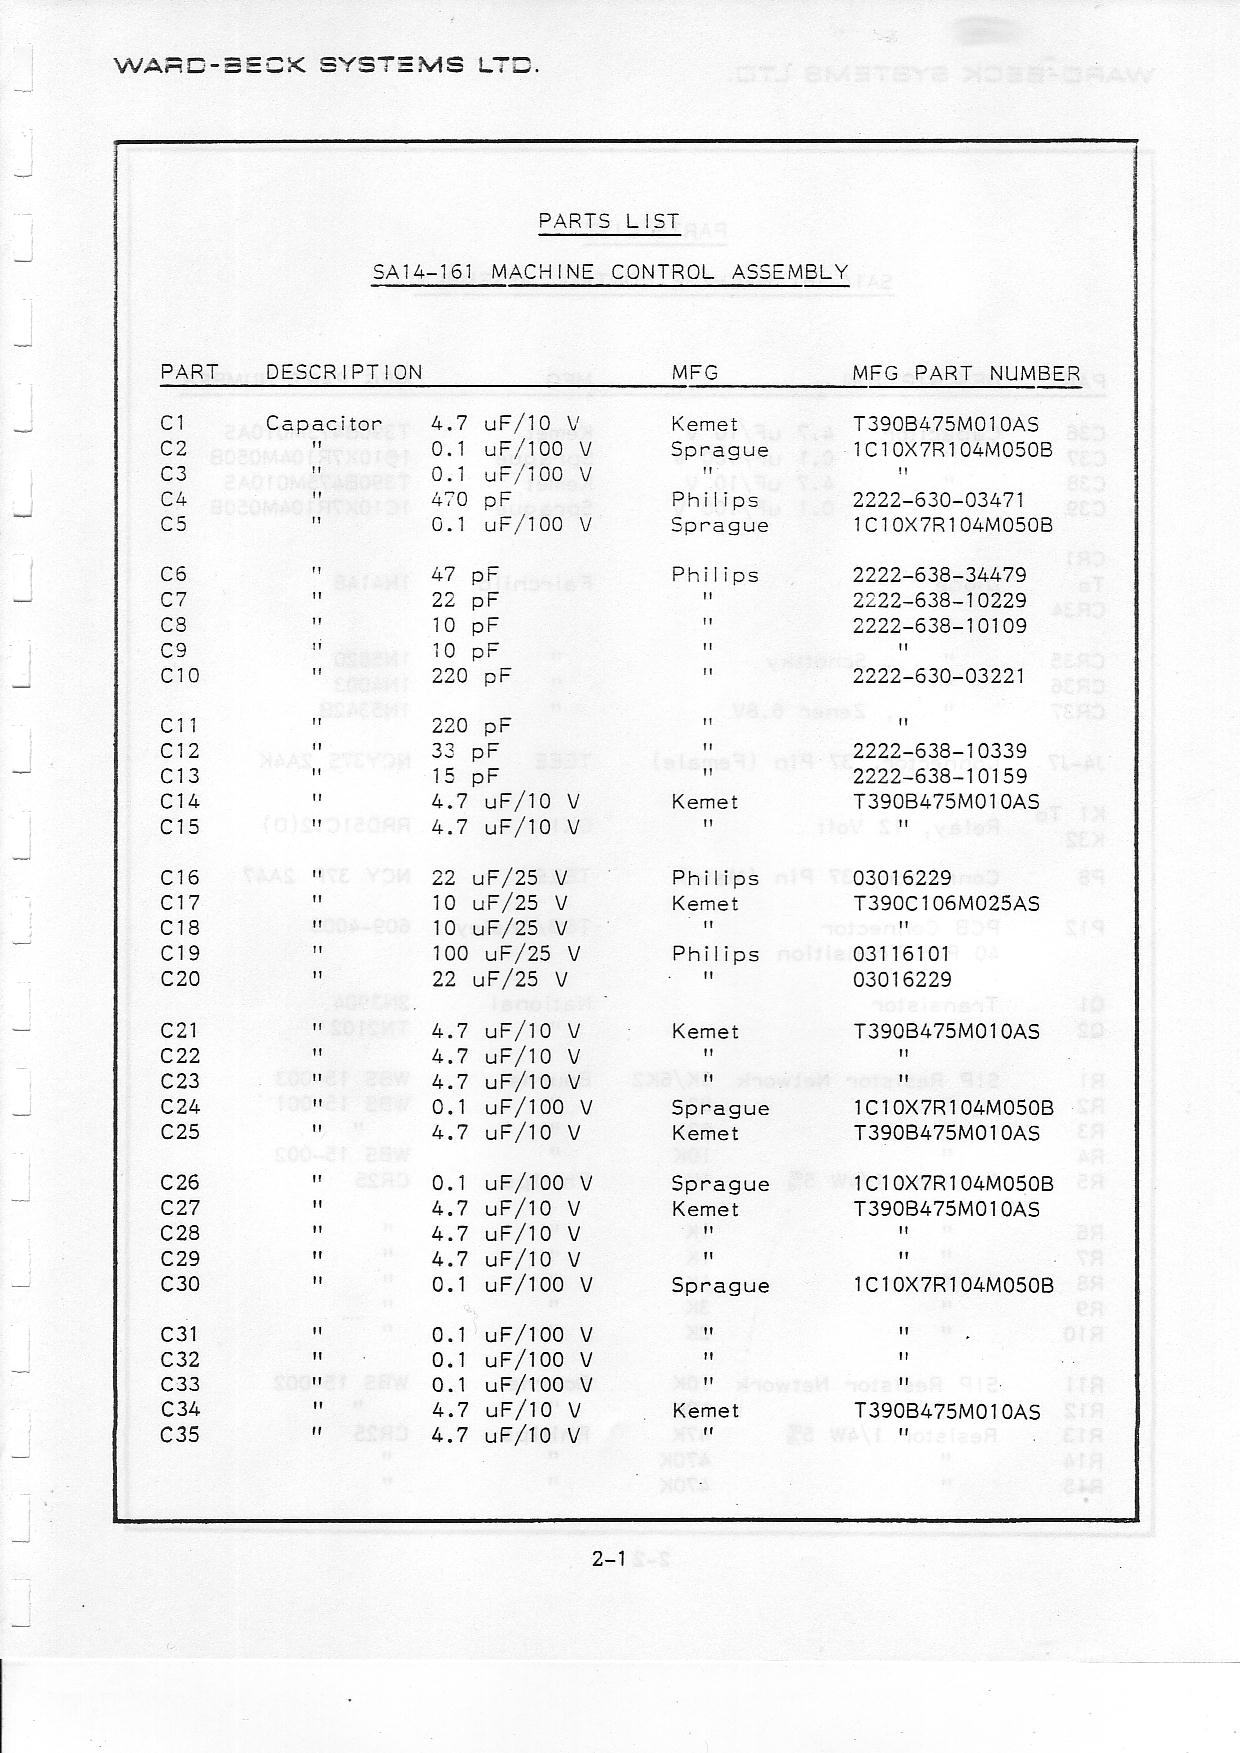 WARD-BECK SYSTEMS LTD.
PARTS LIST
SA14-161 MACHINE CONTROL ASSEMBLY
PART DESCRIPTION MFG MFG PART NUMBER
C1 Capacitor 4.7 uF/10 V Kemet T390B475M010AS
C2 " 0.1 uF/100 V Sprague 1C10X7R104M050B
C3 " 0.1 uF/100 V " "
C4 " 470 pF Philips 2222-630-03471
C5 " 0.1 uF/100 V Sprague 1C10X7R104M050B
C6 " 47 pF Philips 2222-638-34479
C7 " 22 pF " 2222-638-10229
C8 " 10 pF " 2222-638-10109
C9 " 10 pF " "
C10 " 220 pF " 2222-630-03221
C11 " 220 pF " "
C12 " 33 pF " 2222-638-10339
C13 " 15 pF " 2222-638-10159
C14 " 4.7 uF/10 V Kemet T390B475M010AS
C15 " 4.7 uF/10 V " "
C16 " 22 uF/25 V Philips 03016229
C17 " 10 uF/25 V Kemet T390C106M025AS
C18 " 10 uF/25 V " "
C19 " 100 uF/25 V Philips 03116101
C20 " 22 uF/25 V " 03016229
C21 " 4.7 uF/10 V Kemet T390B475M010AS
C22 " 4.7 uF/10 V " "
C23 " 4.7 uF/10 V " "
C24 " 0.1 uF/100 V Sprague 1C10X7R104M050B
C25 " 4.7 uF/10 V Kemet T390B475M010AS
C26 " 0.1 uF/100 V Sprague 1C10X7R104M050B
C27 " 4.7 uF/10 V Kemet T390B475M010AS
C28 " 4.7 uF/10 V " "
C29 " 4.7 uF/10 V " "
C30 " 0.1 uF/100 V Sprague 1C10X7R104M050B
C31 " 0.1 uF/100 V " "
C32 " 0.1 uF/100 V " "
C33 " 0.1 uF/100 V " "
C34 " 4.7 uF/10 V Kemet T390B475M010AS
C35 " 4.7 uF/10 V " "
2-1